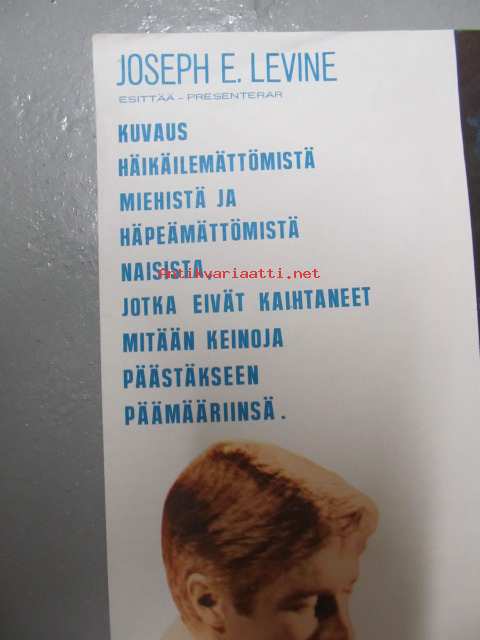 JOSEPH E. LEVINE
ESITTÄÄ - PRESENTERAR
KUVAUS
HÄIKÄILEMÄTTÖMISTÄ
MIEHISTÄ JA
HÄPEÄMÄTTÖMISTÄ
NAISISTA,
Antikvariaatti.net
JOTKA EIVÄT KAIHTANEET
MITÄÄN KEINOJA
PÄÄSTÄKSEEN
PÄÄMÄÄRIINSÄ.